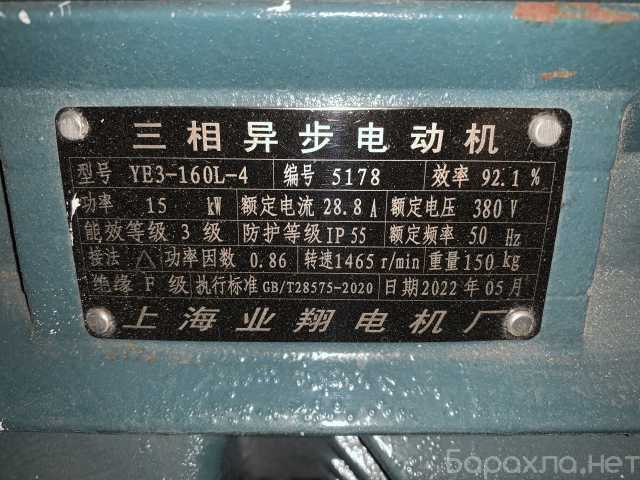 三相异步电动机
型号 YE3-160L-4 编号 5178 效率 92.1 %
功率 15 kW 额定电流 28.8 A 额定电压 380 V
能效等级 3 级 防护等级 IP 55 额定频率 50 Hz
接法 △ 功率因数 0.86 转速 1465 r/min 重量 150 kg
绝缘 F 级 执行标准 GB/T28575-2020 日期 2022 年 05 月
上海业翔电机厂
Барахла.нет